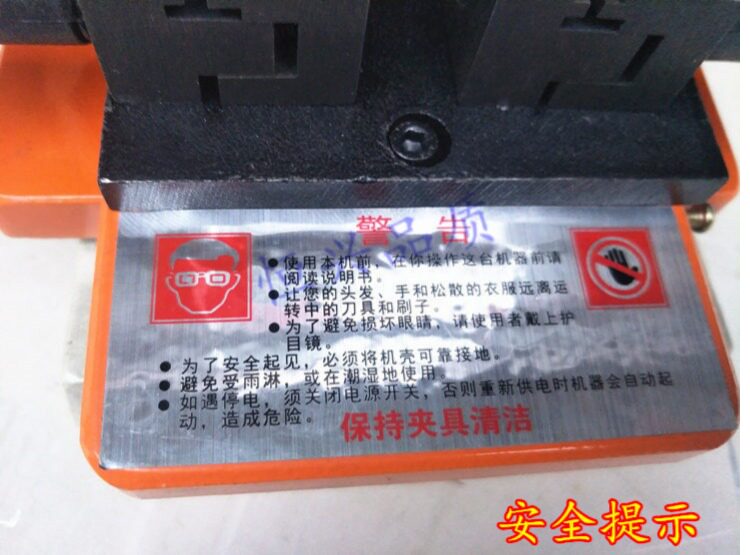 警 告
●使用本机前、在你操作这台机器前请
阅读说明书。
●让您的头发、手和松散的衣服远离运
转中的刀具和刷子。
●为了避免损坏眼睛，请使用者戴上护
目镜。
●为了安全起见，必须将机壳可靠接地。
●避免受雨淋，或在潮湿地使用。
●如遇停电，须关闭电源开关，否则重新供电时机器会自动起
动，造成危险。
保持夹具清洁
安全提示